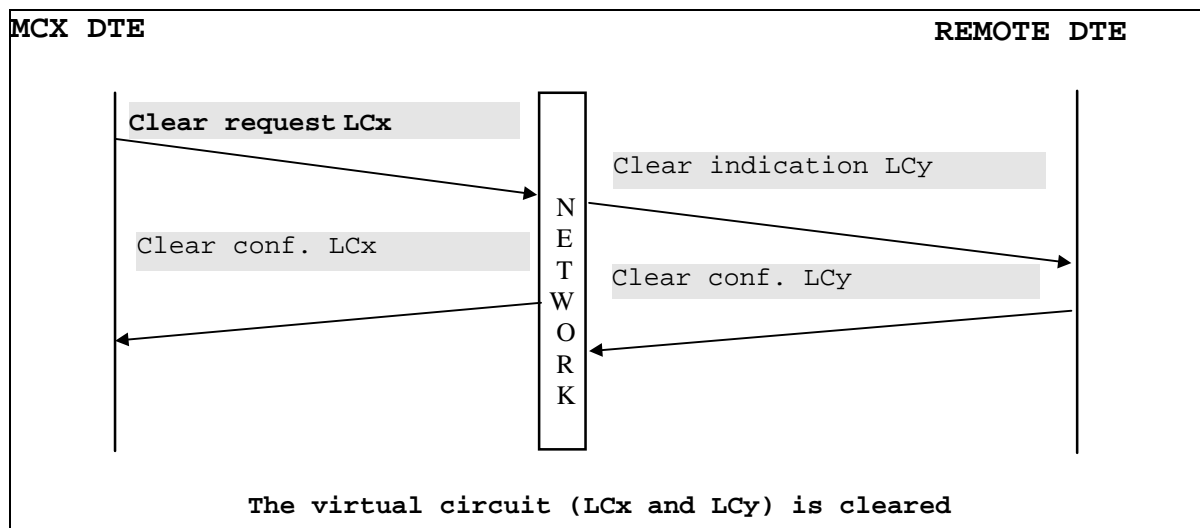 MCX DTE
REMOTE DTE
Clear request LCx
Clear indication LCy
Clear conf. LCx
Clear conf. LCy
NETWORK
The virtual circuit (LCx and LCy) is cleared